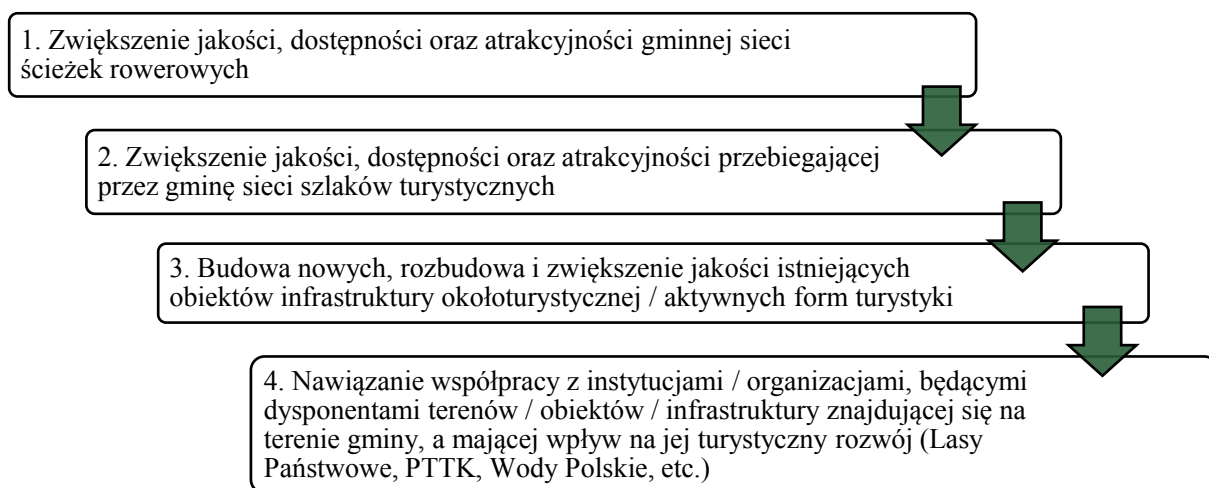 1. Zwiększenie jakości, dostępności oraz atrakcyjności gminnej sieci
ścieżek rowerowych
2. Zwiększenie jakości, dostępności oraz atrakcyjności przebiegającej
przez gminę sieci szlaków turystycznych
3. Budowa nowych, rozbudowa i zwiększenie jakości istniejących
obiektów infrastruktury okołoturystycznej / aktywnych form turystyki
4. Nawiązanie współpracy z instytucjami / organizacjami, będącymi
dysponentami terenów / obiektów / infrastruktury znajdującej się na
terenie gminy, a mającej wpływ na jej turystyczny rozwój (Lasy
Państwowe, PTTK, Wody Polskie, etc.)